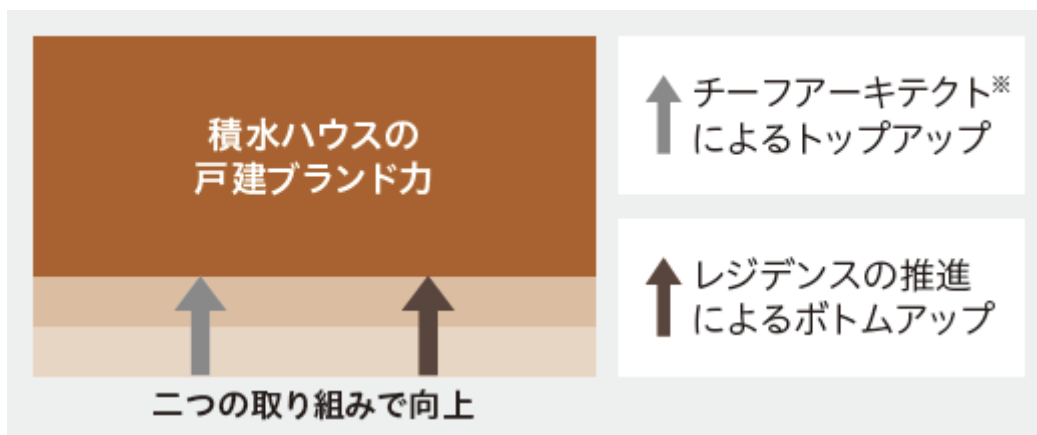 積水ハウスの
戸建ブランド力
二つの取り組みで向上
チーフアーキテクト※
によるトップアップ
レジデンスの推進
によるボトムアップ